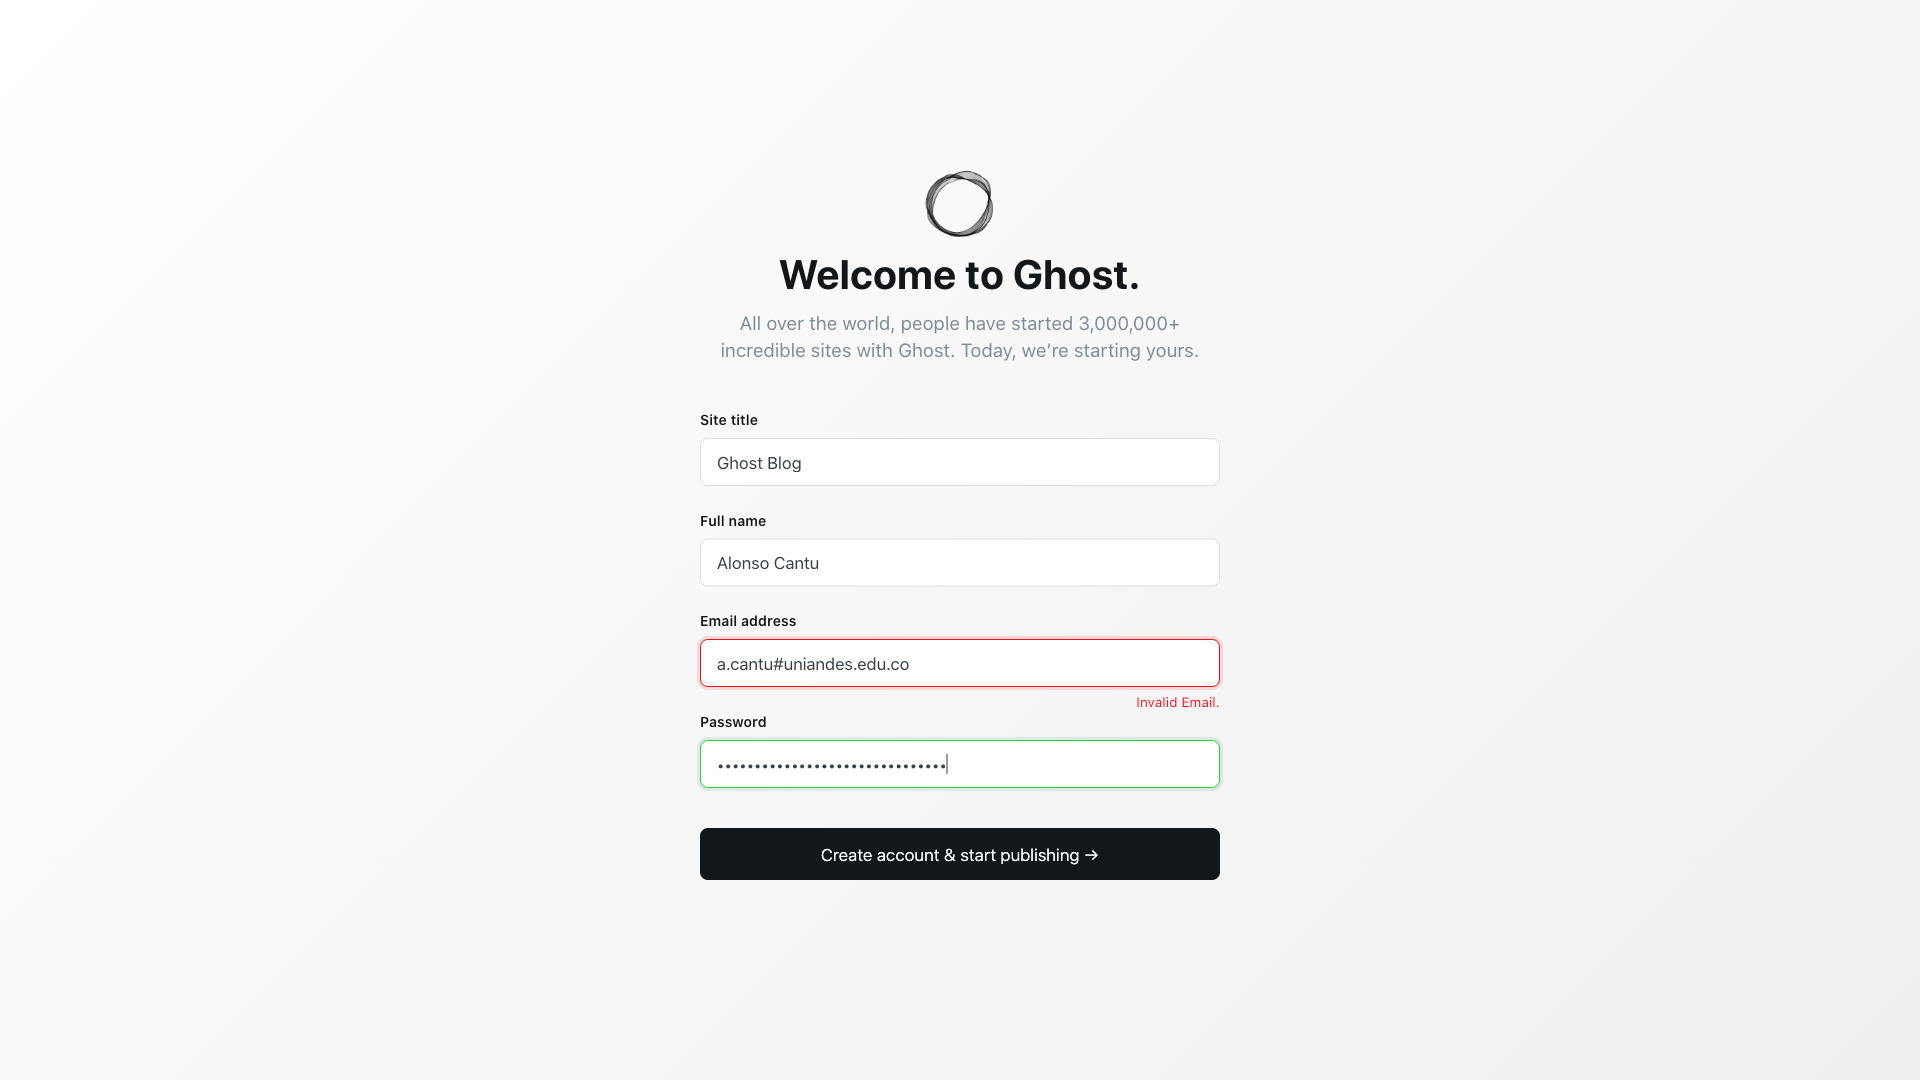 Welcome to Ghost.
All over the world, people have started 3,000,000+
incredible sites with Ghost. Today, we’re starting yours.
Site title
Ghost Blog
Full name
Alonso Cantu
Email address
a.cantu#uniandes.edu.co
Invalid Email.
Password
•••••••••••••••••••••••••••••••
Create account & start publishing →